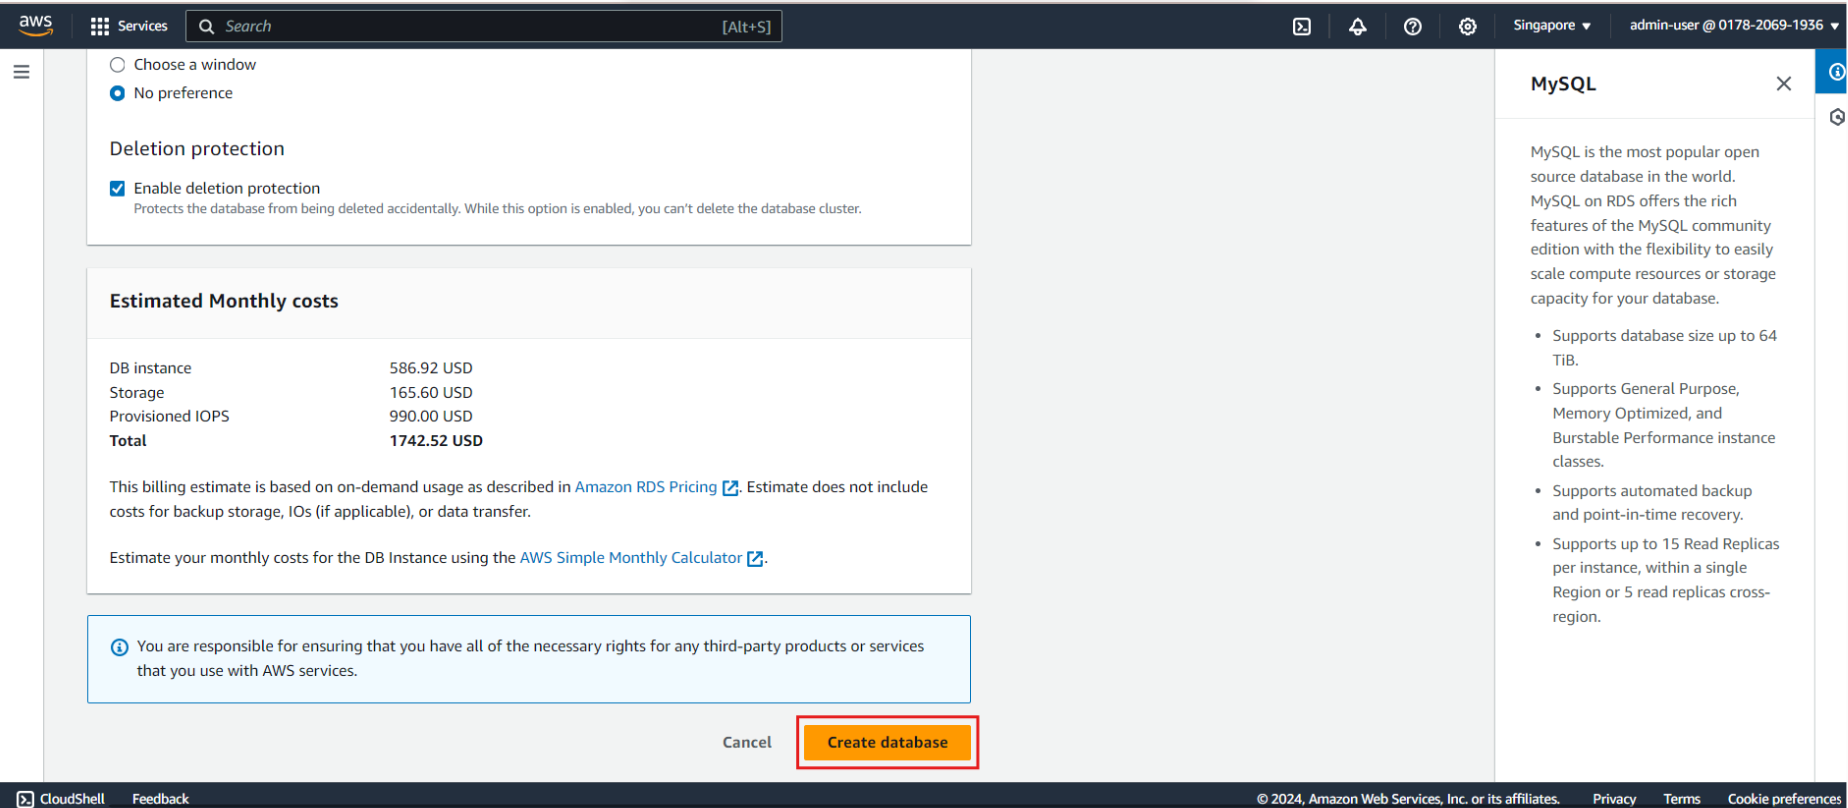 aws
Services
Search
[Alt+S]
Singapore ▼
admin-user @ 0178-2069-1936 ▼
Choose a window
No preference
Deletion protection
Enable deletion protection
Protects the database from being deleted accidentally. While this option is enabled, you can't delete the database cluster.
Estimated Monthly costs
DB instance 586.92 USD
Storage 165.60 USD
Provisioned IOPS 990.00 USD
Total 1742.52 USD
This billing estimate is based on on-demand usage as described in Amazon RDS Pricing. Estimate does not include
costs for backup storage, IOs (if applicable), or data transfer.
Estimate your monthly costs for the DB Instance using the AWS Simple Monthly Calculator.
You are responsible for ensuring that you have all of the necessary rights for any third-party products or services
that you use with AWS services.
Cancel
Create database
MySQL
MySQL is the most popular open
source database in the world.
MySQL on RDS offers the rich
features of the MySQL community
edition with the flexibility to easily
scale compute resources or storage
capacity for your database.
• Supports database size up to 64
TiB.
• Supports General Purpose,
Memory Optimized, and
Burstable Performance instance
classes.
• Supports automated backup
and point-in-time recovery.
• Supports up to 15 Read Replicas
per instance, within a single
Region or 5 read replicas cross-
region.
CloudShell
Feedback
© 2024, Amazon Web Services, Inc. or its affiliates.
Privacy
Terms
Cookie preferences